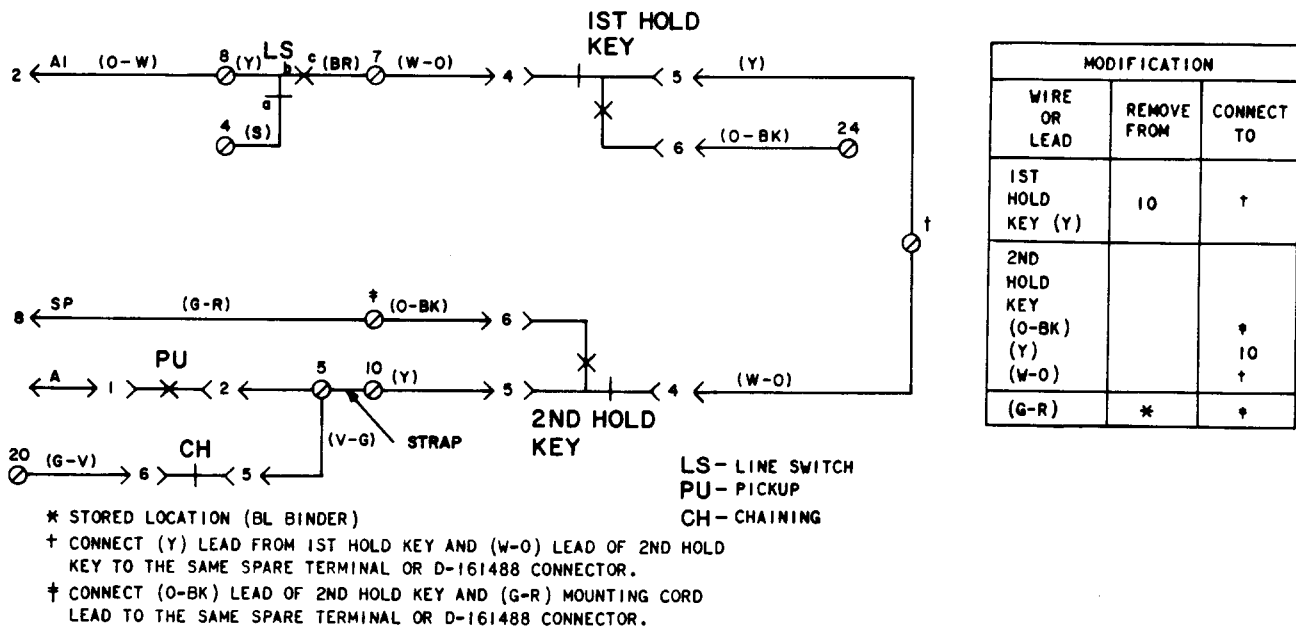 1ST HOLD
KEY
2 A1 (O-W) 8 (Y) LS b c (BR) 7 (W-O) 4 5 (Y)
a
4 (S)
6 (O-BK) 24
†
8 SP (G-R) ‡ (O-BK) 6
PU
A 1 2 5 10 (Y) 5 4 (W-O)
2ND HOLD
KEY
(V-G) STRAP
20 (G-V) CH 6 5
LS - LINE SWITCH
PU - PICKUP
CH - CHAINING
* STORED LOCATION (BL BINDER)
† CONNECT (Y) LEAD FROM 1ST HOLD KEY AND (W-O) LEAD OF 2ND HOLD
KEY TO THE SAME SPARE TERMINAL OR D-161488 CONNECTOR.
‡ CONNECT (O-BK) LEAD OF 2ND HOLD KEY AND (G-R) MOUNTING CORD
LEAD TO THE SAME SPARE TERMINAL OR D-161488 CONNECTOR.
MODIFICATION
WIRE
OR
LEAD
REMOVE
FROM
CONNECT
TO
1ST
HOLD
KEY (Y) 10 †
2ND
HOLD
KEY
(O-BK) ‡
(Y) 10
(W-O) †
(G-R) * ‡